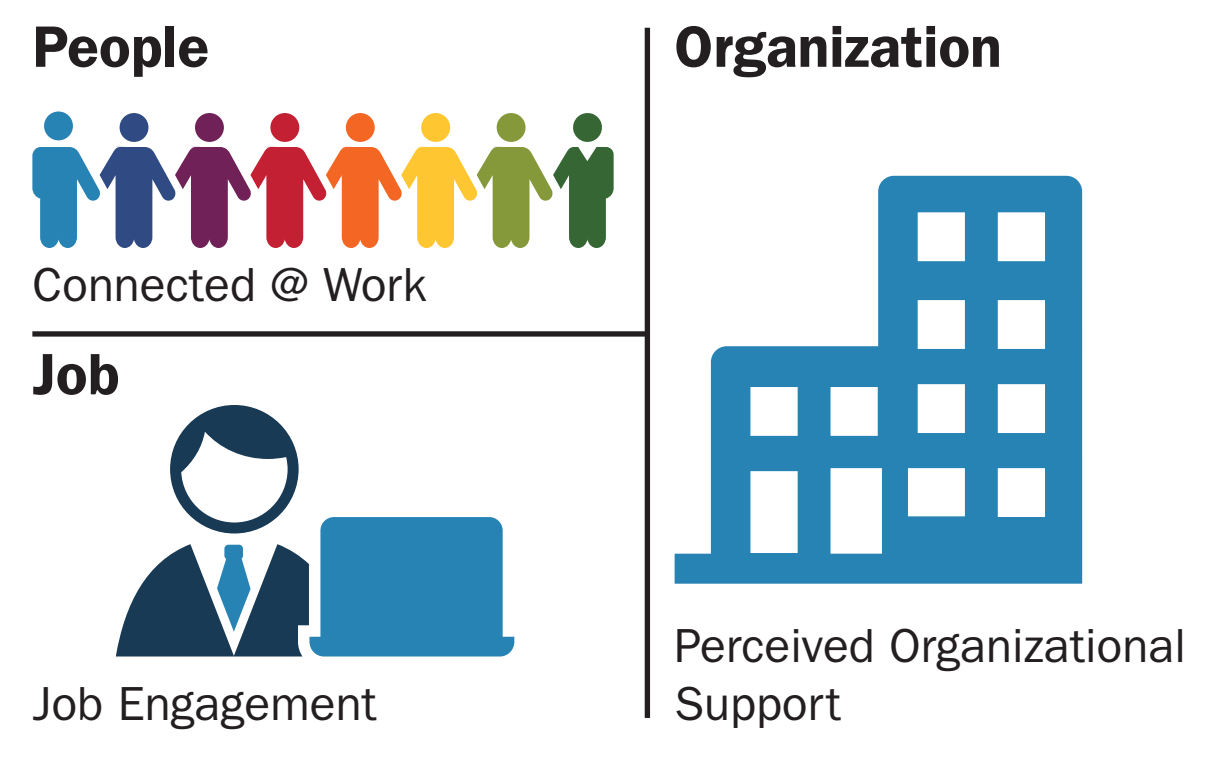 People
Connected @ Work
Job
Job Engagement
Organization
Perceived Organizational
Support